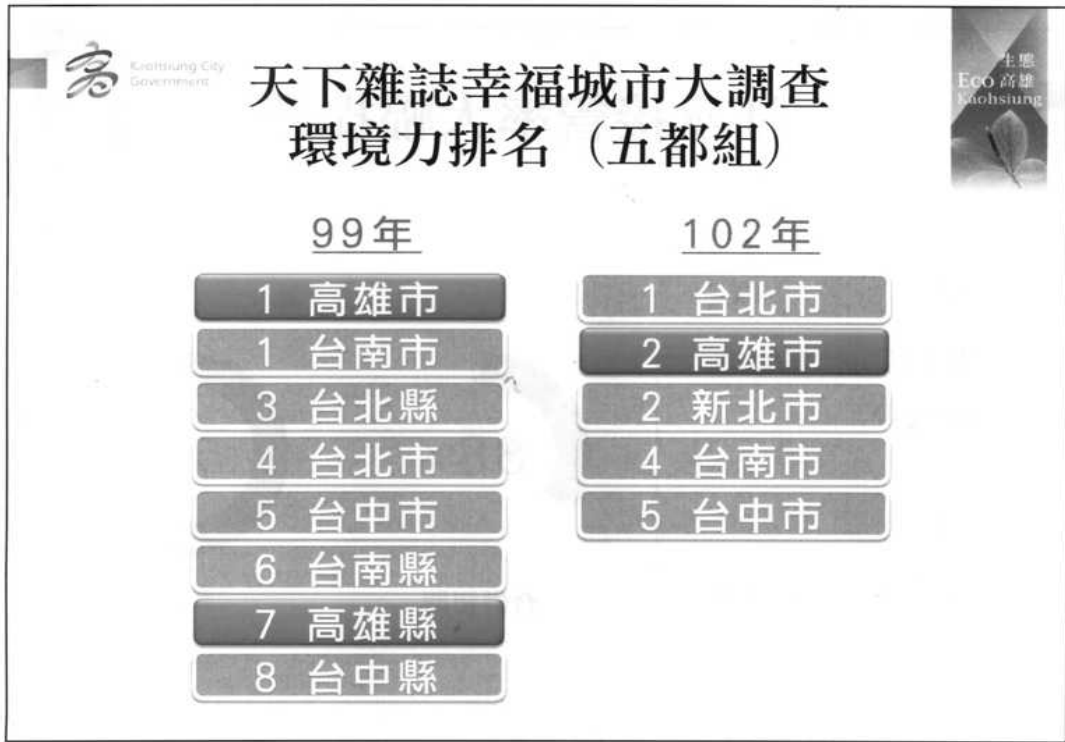 Kaohsiung City
Government
天下雜誌幸福城市大調查
環境力排名（五都組）
生態
Eco 高雄
Kaohsiung
99年
1 高雄市
1 台南市
3 台北縣
4 台北市
5 台中市
6 台南縣
7 高雄縣
8 台中縣
102年
1 台北市
2 高雄市
2 新北市
4 台南市
5 台中市